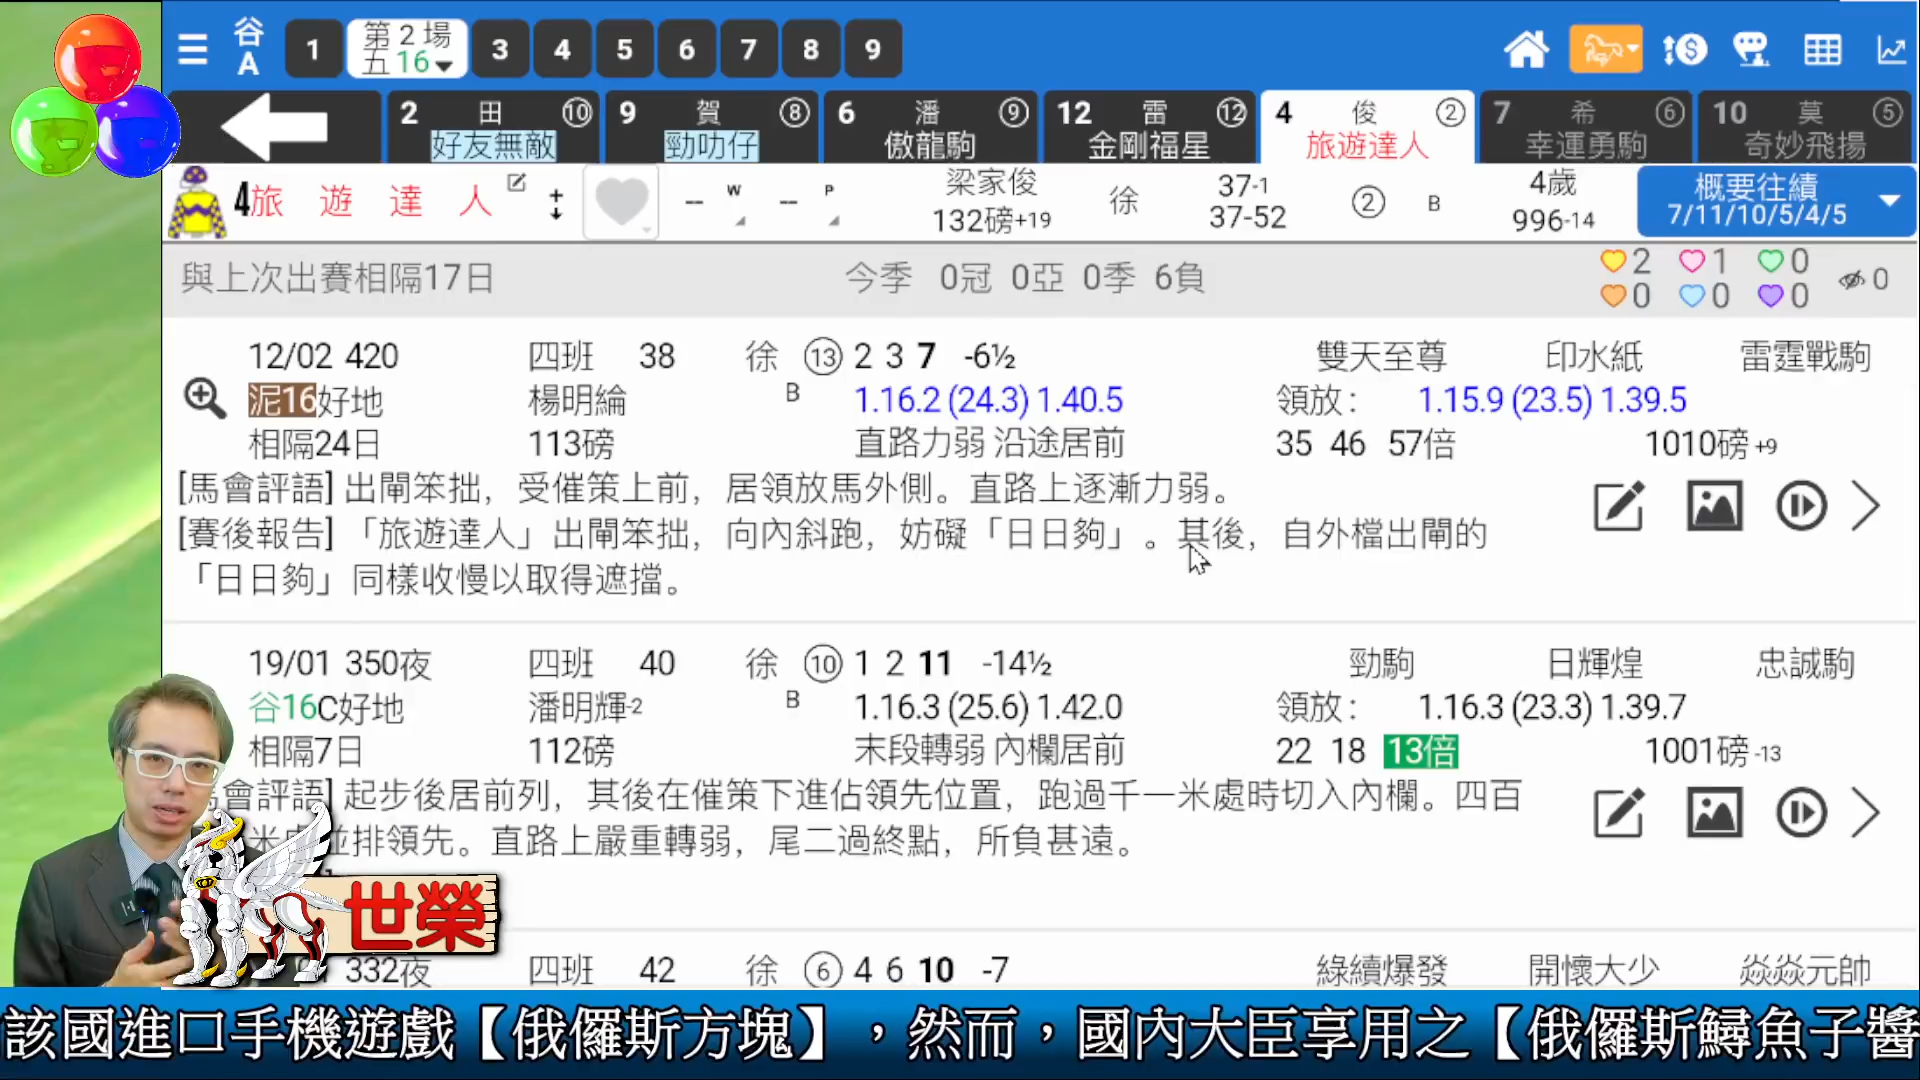 谷 A 1 第2場 五16 3 4 5 6 7 8 9
2 田 ⑩ 好友無敵
9 賀 ⑧ 勁叻仔
6 潘 ⑨ 傲龍駒
12 雷 ⑫ 金剛福星
4 俊 ② 旅遊達人
7 希 ⑥ 幸運勇駒
10 莫 ⑤ 奇妙飛揚
4旅遊達人 -- W -- P 梁家俊 132磅+19 徐 37-1 37-52 ② B 4歲 996-14
概要往績
7/11/10/5/4/5
與上次出賽相隔17日 今季 0冠 0亞 0季 6負 2 1 0 0 0 0 0
12/02 420 四班 38 徐 ⑬ 2 3 7 -6½ 雙天至尊 印水紙 雷霆戰駒
泥16好地 楊明綸 B 1.16.2 (24.3) 1.40.5 領放： 1.15.9 (23.5) 1.39.5
相隔24日 113磅 直路力弱 沿途居前 35 46 57倍 1010磅 +9
[馬會評語] 出閘笨拙，受催策上前，居領放馬外側。直路上逐漸力弱。
[賽後報告] 「旅遊達人」出閘笨拙，向內斜跑，妨礙「日日夠」。其後，自外檔出閘的
「日日夠」同樣收慢以取得遮擋。
19/01 350夜 四班 40 徐 ⑩ 1 2 11 -14½ 勁駒 日輝煌 忠誠駒
谷16C好地 潘明輝-2 B 1.16.3 (25.6) 1.42.0 領放： 1.16.3 (23.3) 1.39.7
相隔7日 112磅 末段轉弱 內欄居前 22 18 13倍 1001磅 -13
會評語] 起步後居前列，其後在催策下進佔領先位置，跑過千一米處時切入內欄。四百
米處並排領先。直路上嚴重轉弱，尾二過終點，所負甚遠。
世榮
332夜 四班 42 徐 ⑥ 4 6 10 -7 綠續爆發 開懷大少 焱焱元帥
該國進口手機遊戲【俄儸斯方塊】，然而，國內大臣享用之【俄儸斯鱘魚子醬